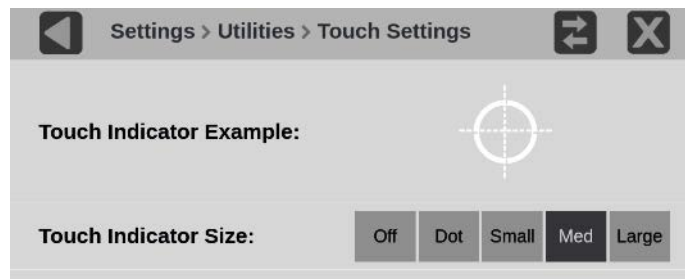 Settings > Utilities > Touch Settings
Touch Indicator Example:
Touch Indicator Size: Off Dot Small Med Large